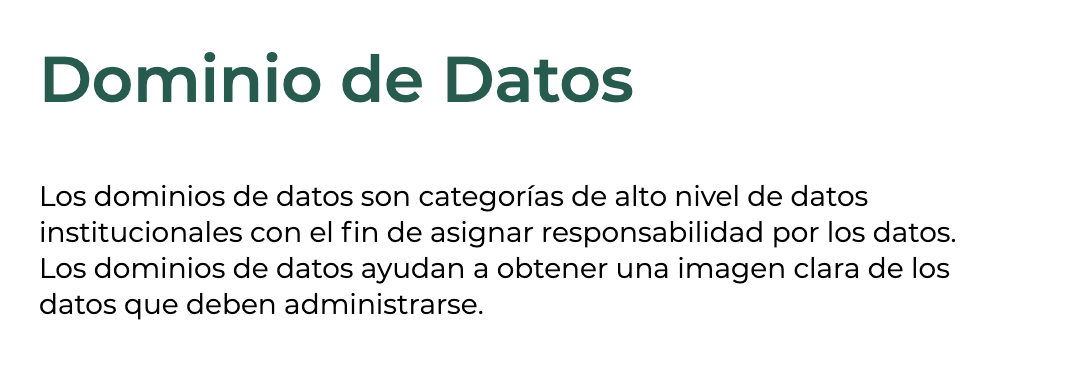 Dominio de Datos
Los dominios de datos son categorías de alto nivel de datos
institucionales con el fin de asignar responsabilidad por los datos.
Los dominios de datos ayudan a obtener una imagen clara de los
datos que deben administrarse.